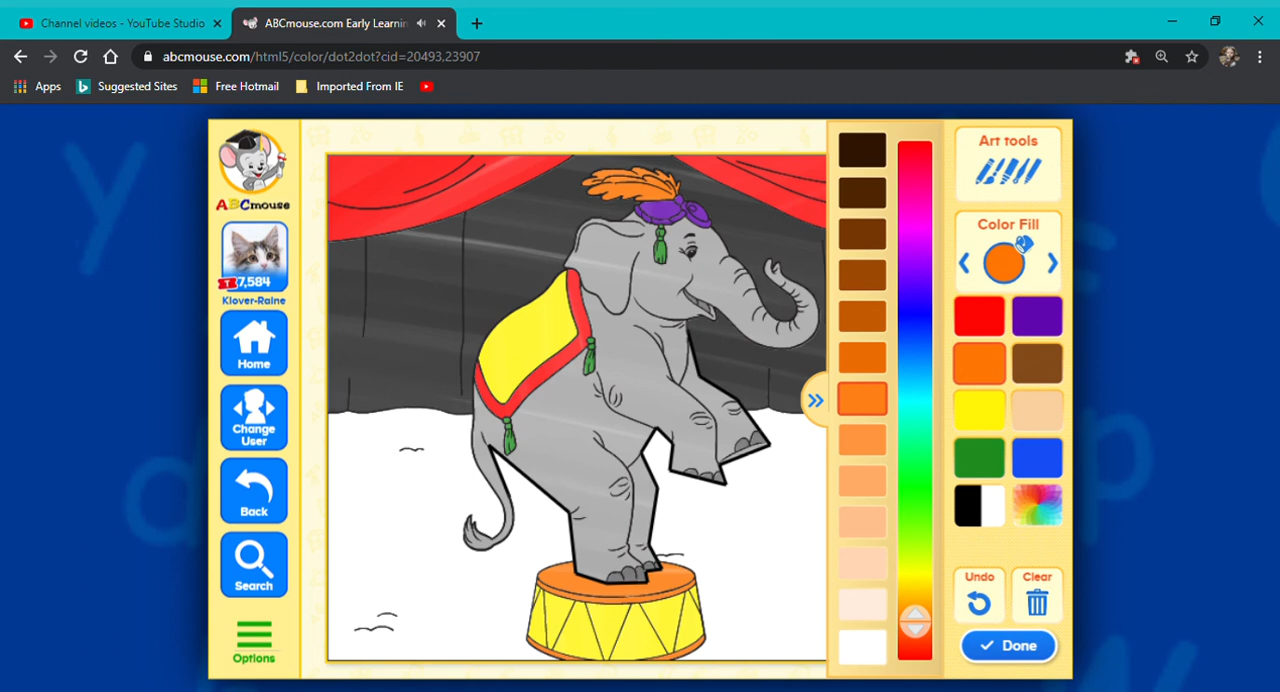 Channel videos - YouTube Studio
ABCmouse.com Early Learnin
abcmouse.com/html5/color/dot2dot?cid=20493,23907
Apps
Suggested Sites
Free Hotmail
Imported From IE
ABCmouse
T 7,584
Klover-Raine
Home
Change
User
Back
Search
Options
Art tools
Color Fill
Undo
Clear
Done